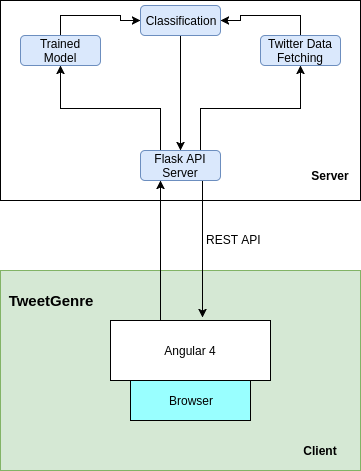 Classification
Trained
Model
Twitter Data
Fetching
Flask API
Server
Server
REST API
TweetGenre
Angular 4
Browser
Client